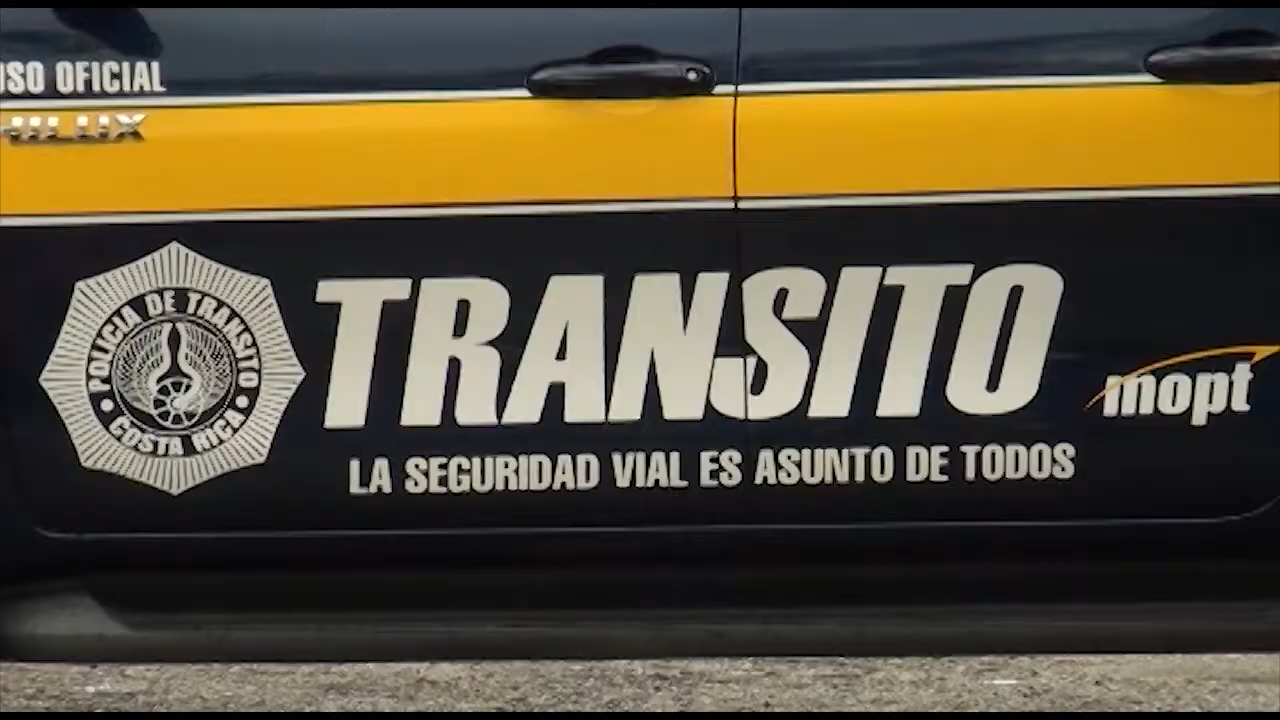 USO OFICIAL
HILUX
POLICIA DE TRANSITO
COSTA RICA
TRANSITO
mopt
LA SEGURIDAD VIAL ES ASUNTO DE TODOS